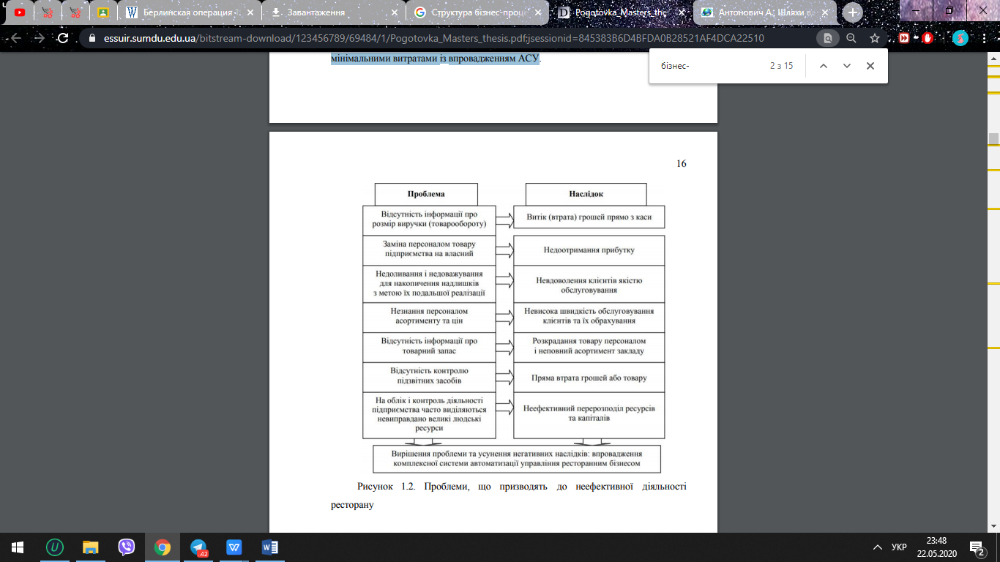 Берлинская операция -
Завантаження
Структура бізнес-проце
Pogotovka_Masters_the
Антонович А., Шляхи в
essuir.sumdu.edu.ua/bitstream-download/123456789/69484/1/Pogotovka_Masters_thesis.pdf;jsessionid=845383B6D4BFDA0B28521AF4DCA22510
бізнес-
2 з 15
мінімальними витратами із впровадженням АСУ.
16
Проблема
Наслідок
Відсутність інформації про
розмір виручки (товарообороту)
Витік (втрата) грошей прямо з каси
Заміна персоналом товару
підприємства на власний
Недоотримання прибутку
Недоливання і недоважування
для накопичення надлишків
з метою їх подальшої реалізації
Невдоволення клієнтів якістю
обслуговування
Незнання персоналом
асортименту та цін
Невисока швидкість обслуговування
клієнтів та їх обрахування
Відсутність інформації про
товарний запас
Розкрадання товару персоналом
і неповний асортимент закладу
Відсутність контролю
підзвітних засобів
Пряма втрата грошей або товару
На облік і контроль діяльності
підприємства часто виділяються
невиправдано великі людські
ресурси
Неефективний перерозподіл ресурсів
та капіталів
Вирішення проблеми та усунення негативних наслідків: впровадження
комплексної системи автоматизації управління ресторанним бізнесом
Рисунок 1.2. Проблеми, що призводять до неефективної діяльності
ресторану
42
УКР
23:48
22.05.2020
2